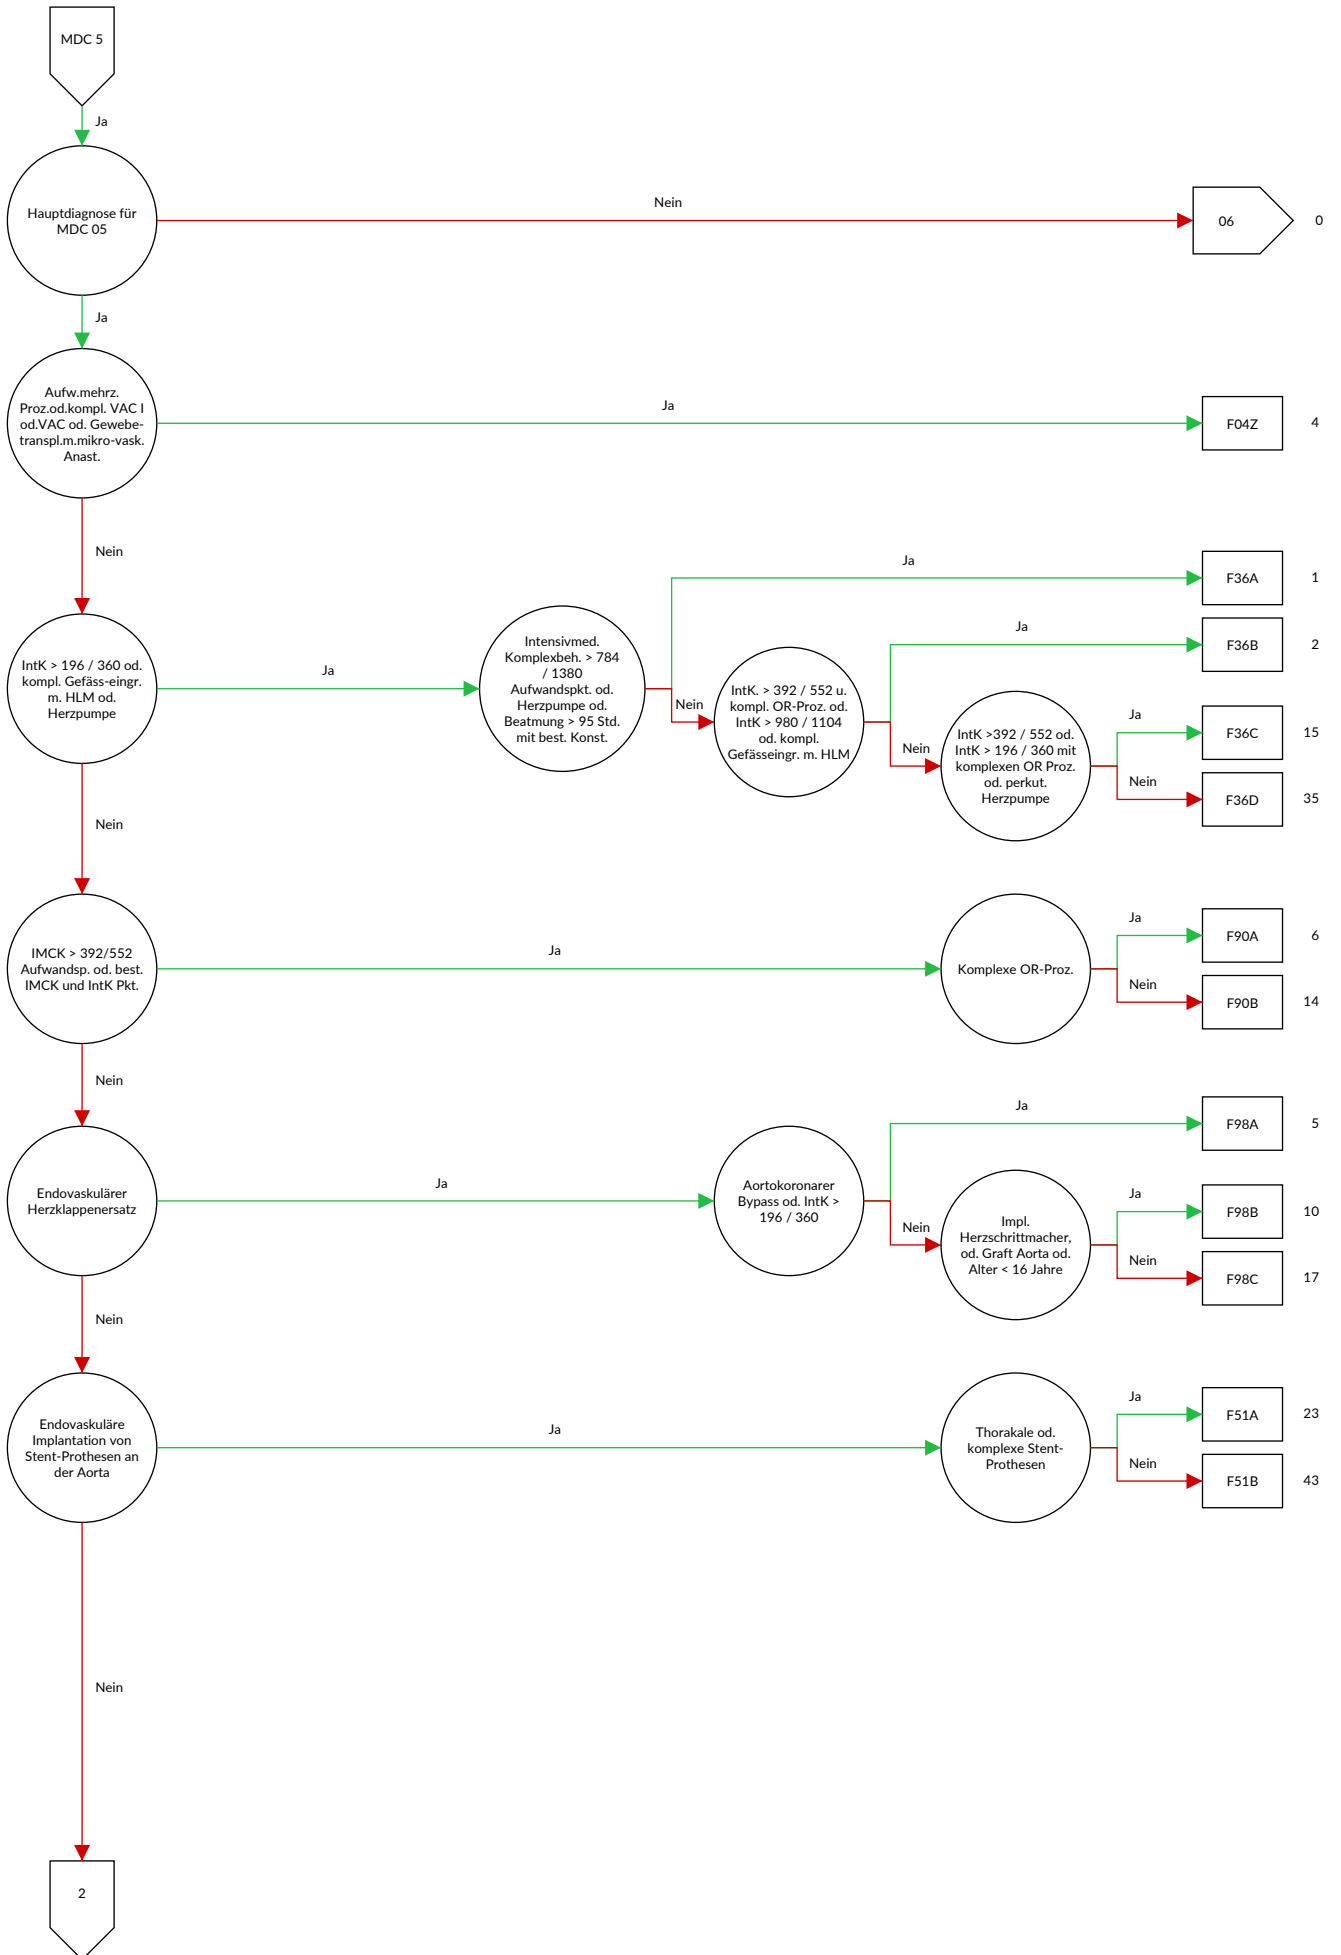 MDC 5
Ja
Hauptdiagnose für
MDC 05
Nein
06
0
Ja
Aufw.mehrz.
Proz.od.kompl. VAC I
od.VAC od. Gewebe-
transpl.m.mikro-vask.
Anast.
Ja
F04Z
4
Nein
IntK > 196 / 360 od.
kompl. Gefäss-eingr.
m. HLM od.
Herzpumpe
Ja
Intensivmed.
Komplexbeh. > 784
/ 1380
Aufwandspkt. od.
Herzpumpe od.
Beatmung > 95 Std.
mit best. Konst.
Ja
F36A
1
Nein
IntK. > 392 / 552 u.
kompl. OR-Proz. od.
IntK > 980 / 1104
od. kompl.
Gefässeingr. m. HLM
Ja
F36B
2
Nein
IntK >392 / 552 od.
IntK > 196 / 360 mit
komplexen OR Proz.
od. perkut.
Herzpumpe
Ja
F36C
15
Nein
F36D
35
Nein
IMCK > 392/552
Aufwandsp. od. best.
IMCK und IntK Pkt.
Ja
Komplexe OR-Proz.
Ja
F90A
6
Nein
F90B
14
Nein
Endovaskulärer
Herzklappenersatz
Ja
Aortokoronarer
Bypass od. IntK >
196 / 360
Ja
F98A
5
Nein
Impl.
Herzschrittmacher,
od. Graft Aorta od.
Alter < 16 Jahre
Ja
F98B
10
Nein
F98C
17
Nein
Endovaskuläre
Implantation von
Stent-Prothesen an
der Aorta
Ja
Thorakale od.
komplexe Stent-
Prothesen
Ja
F51A
23
Nein
F51B
43
Nein
2